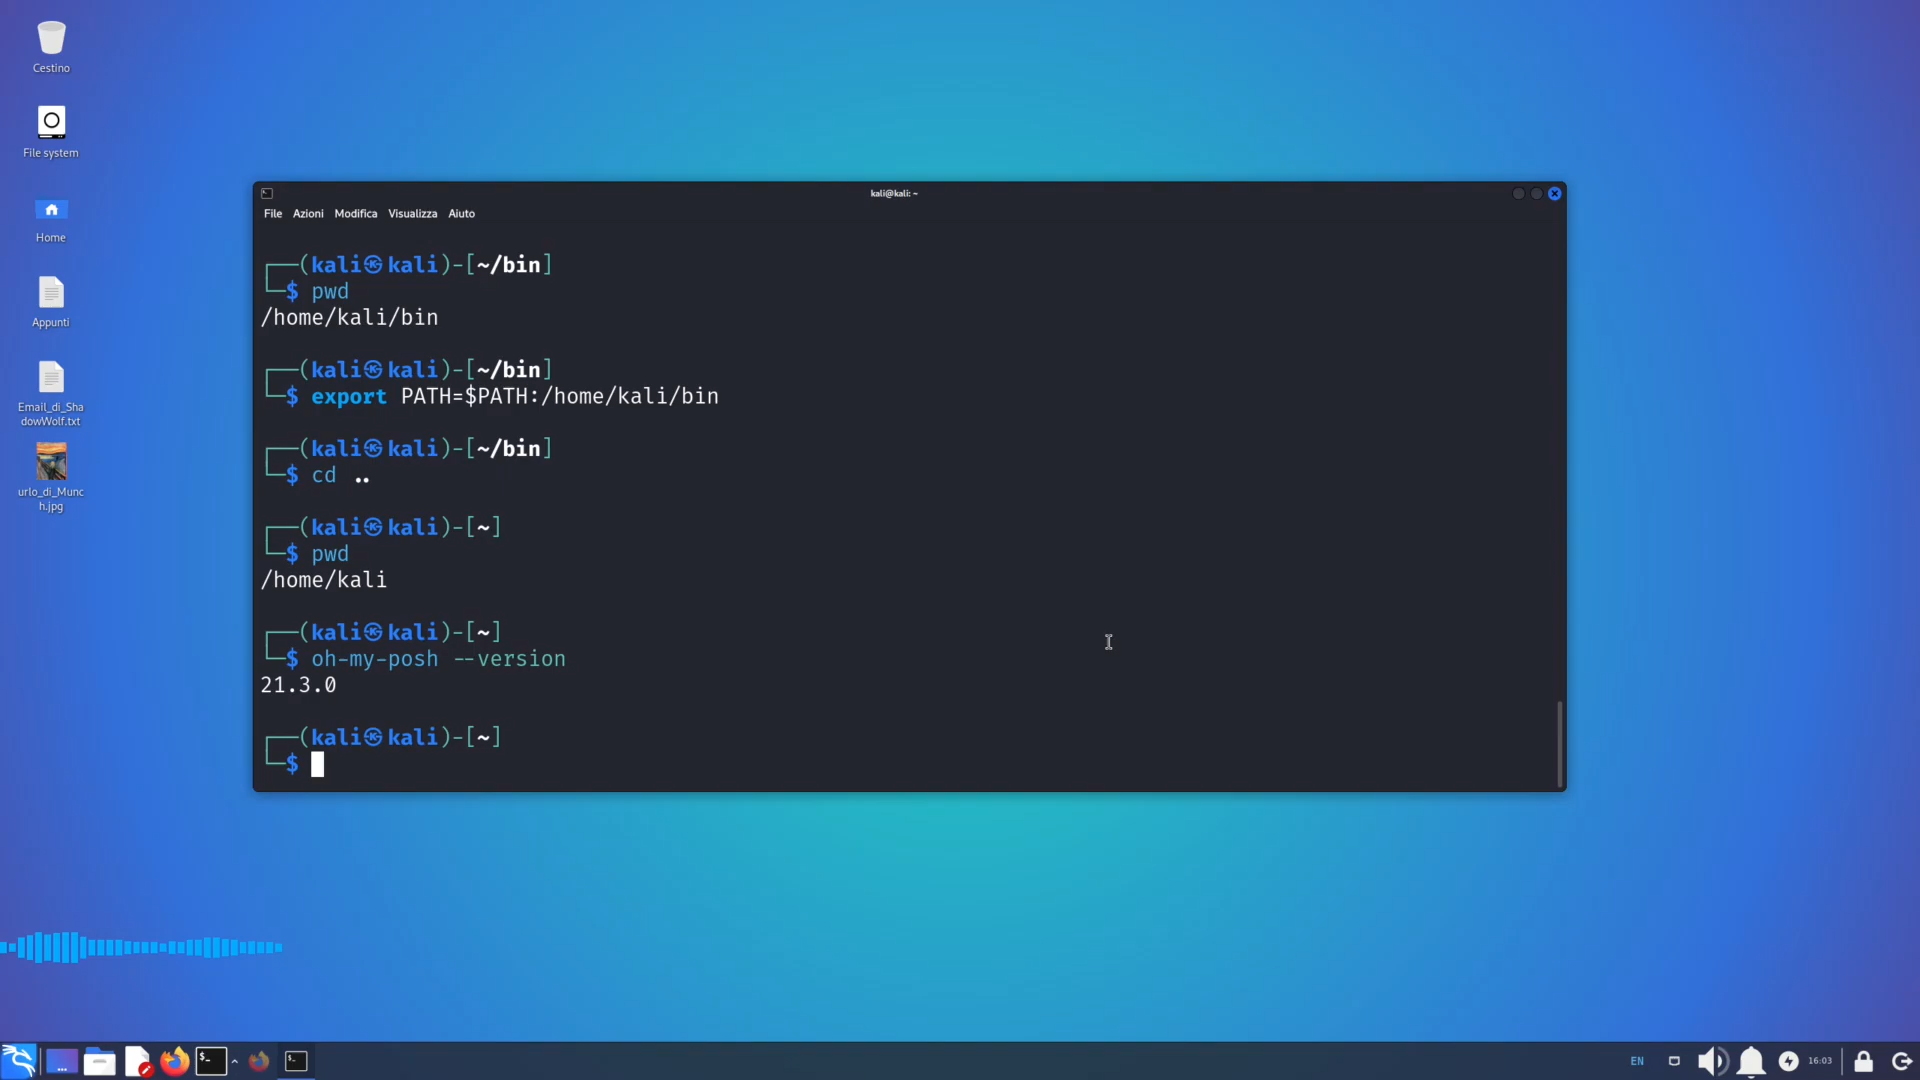 Cestino
File system
Home
Appunti
Email_di_Sha
dowWolf.txt
urlo_di_Munc
h.jpg
kali@kali: ~
File Azioni Modifica Visualizza Aiuto
┌──(kali㉿kali)-[~/bin]
└─$ pwd
/home/kali/bin
┌──(kali㉿kali)-[~/bin]
└─$ export PATH=$PATH:/home/kali/bin
┌──(kali㉿kali)-[~/bin]
└─$ cd ..
┌──(kali㉿kali)-[~]
└─$ pwd
/home/kali
┌──(kali㉿kali)-[~]
└─$ oh-my-posh --version
21.3.0
┌──(kali㉿kali)-[~]
└─$
EN 16:03